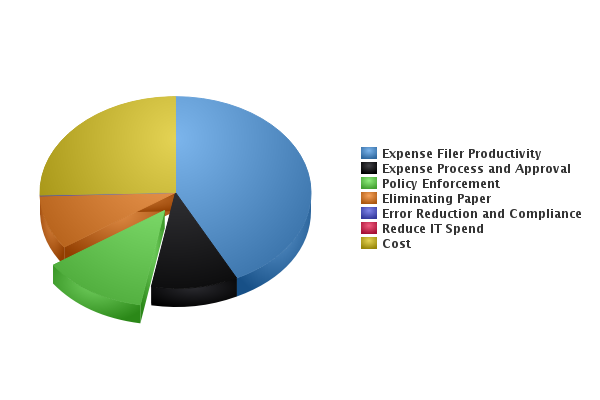 Expense Filer Productivity
Expense Process and Approval
Policy Enforcement
Eliminating Paper
Error Reduction and Compliance
Reduce IT Spend
Cost